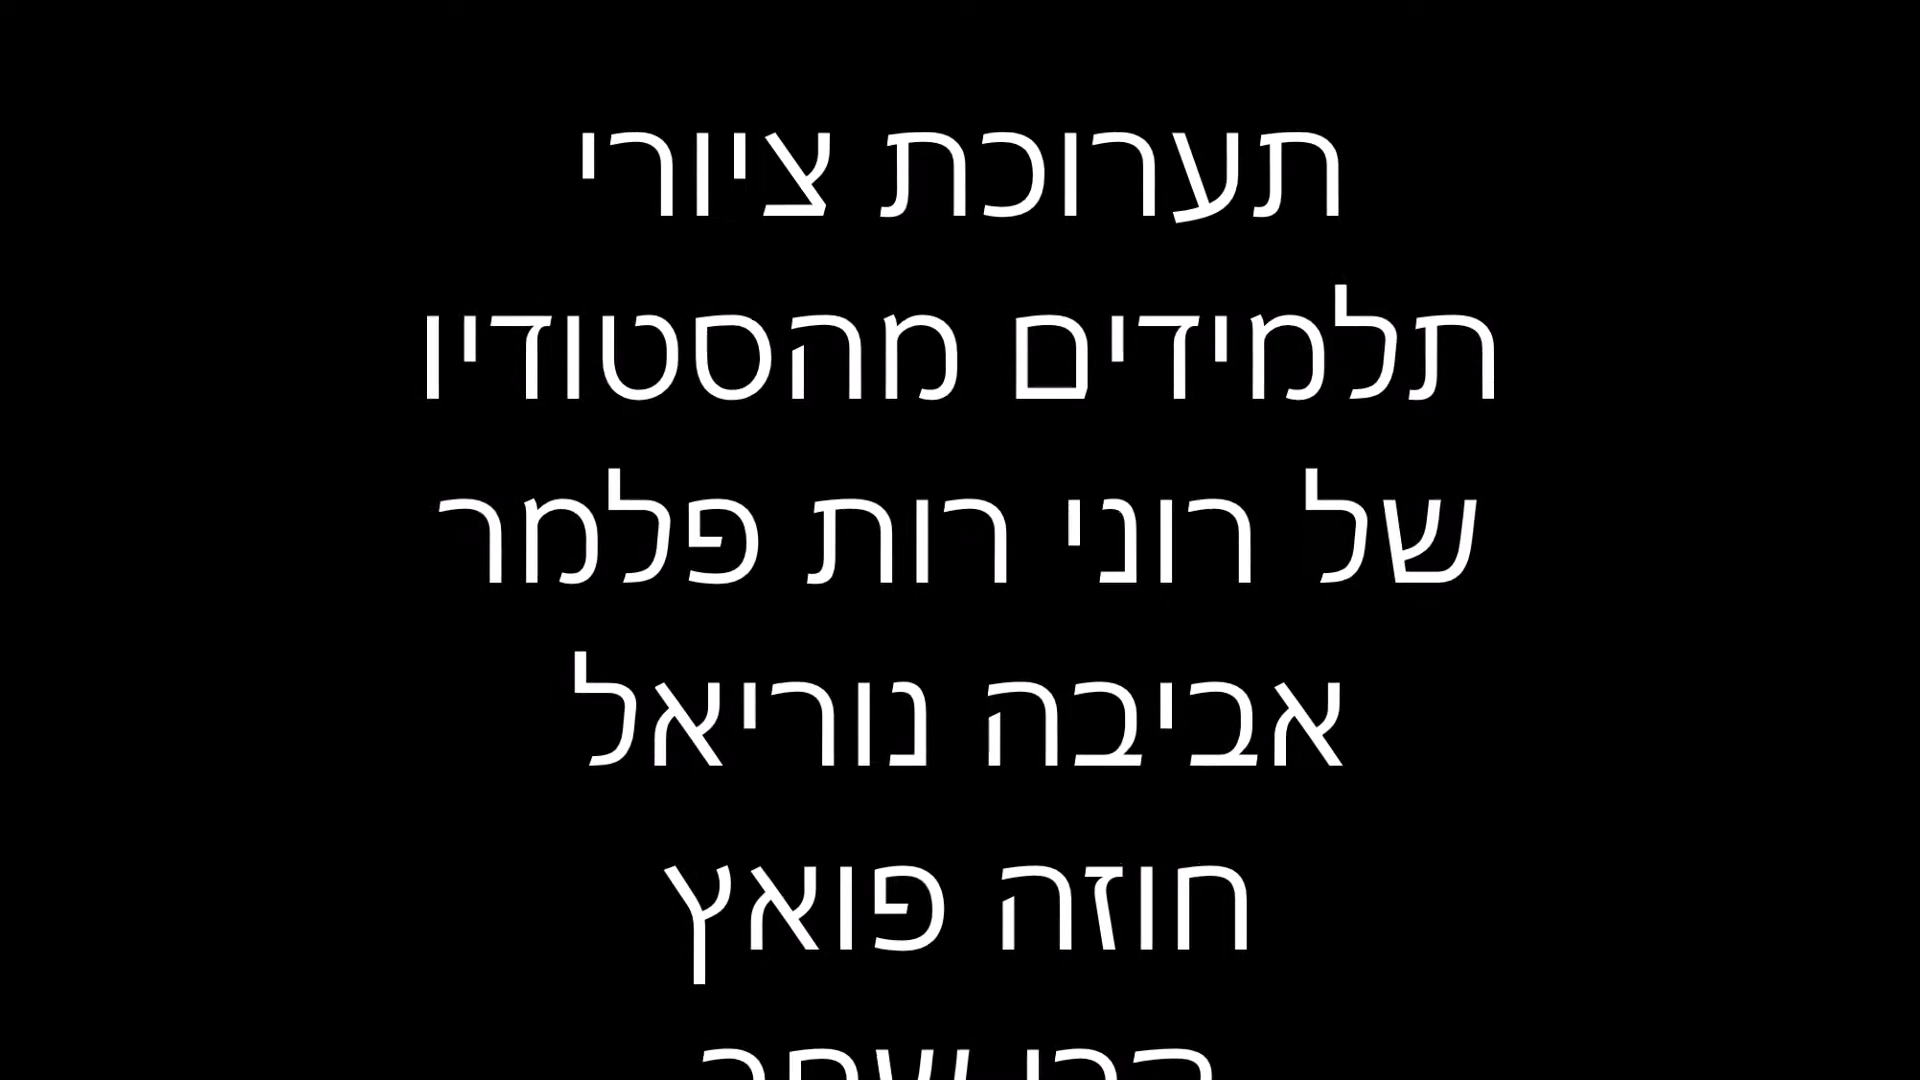 תערוכת ציורי
תלמידים מהסטודיו
של רוני רות פלמר
אביבה נוריאל
חוזה פואץ